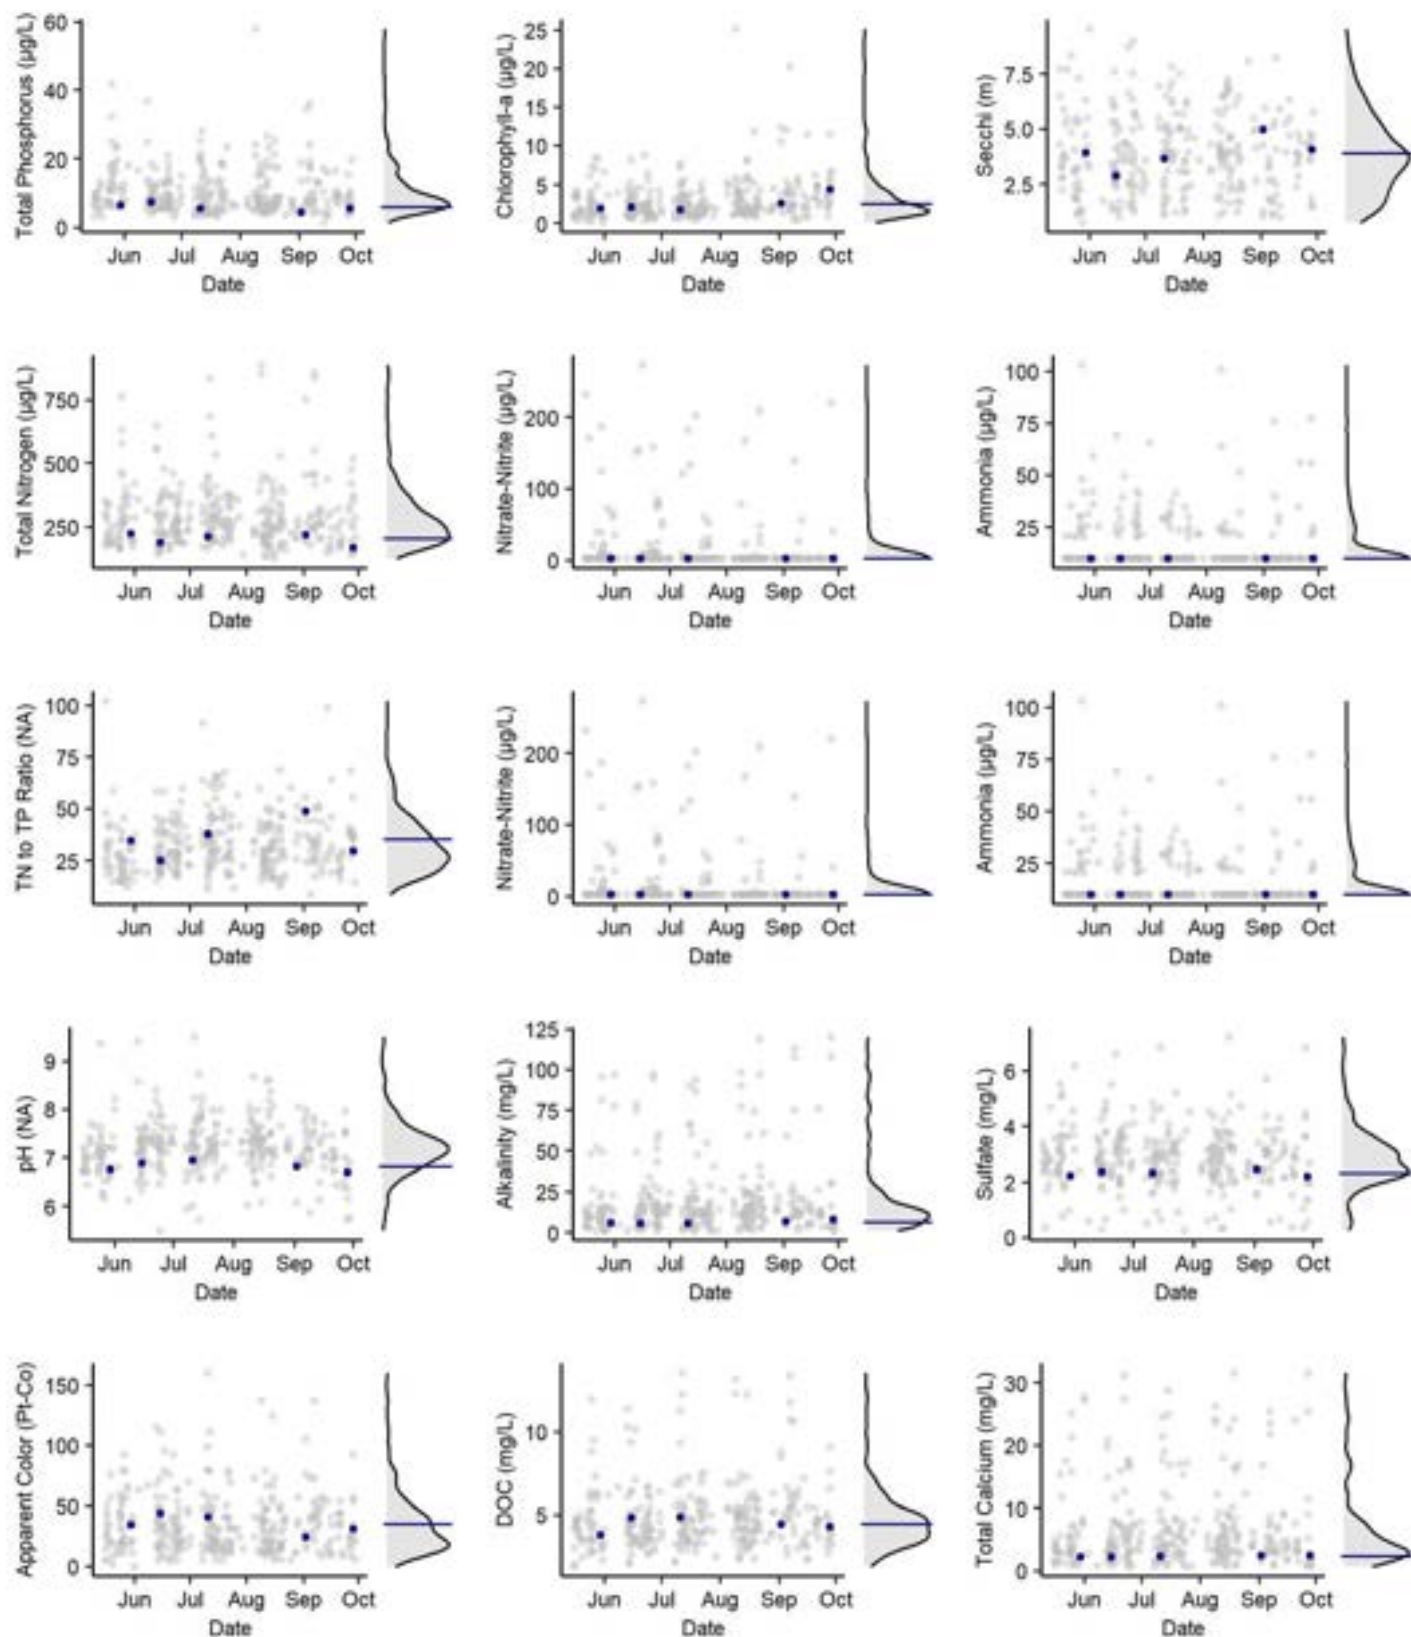 Total Phosphorus (µg/L)
60
40
20
0
Jun Jul Aug Sep Oct
Date
Chlorophyll-a (µg/L)
25
20
15
10
5
0
Jun Jul Aug Sep Oct
Date
Secchi (m)
7.5
5.0
2.5
Jun Jul Aug Sep Oct
Date
Total Nitrogen (µg/L)
750
500
250
Jun Jul Aug Sep Oct
Date
Nitrate-Nitrite (µg/L)
200
100
0
Jun Jul Aug Sep Oct
Date
Ammonia (µg/L)
100
75
50
25
Jun Jul Aug Sep Oct
Date
TN to TP Ratio (NA)
100
75
50
25
Jun Jul Aug Sep Oct
Date
Nitrate-Nitrite (µg/L)
200
100
0
Jun Jul Aug Sep Oct
Date
Ammonia (µg/L)
100
75
50
25
Jun Jul Aug Sep Oct
Date
pH (NA)
9
8
7
6
Jun Jul Aug Sep Oct
Date
Alkalinity (mg/L)
125
100
75
50
25
0
Jun Jul Aug Sep Oct
Date
Sulfate (mg/L)
6
4
2
0
Jun Jul Aug Sep Oct
Date
Apparent Color (Pt-Co)
150
100
50
0
Jun Jul Aug Sep Oct
Date
DOC (mg/L)
10
5
Jun Jul Aug Sep Oct
Date
Total Calcium (mg/L)
30
20
10
0
Jun Jul Aug Sep Oct
Date